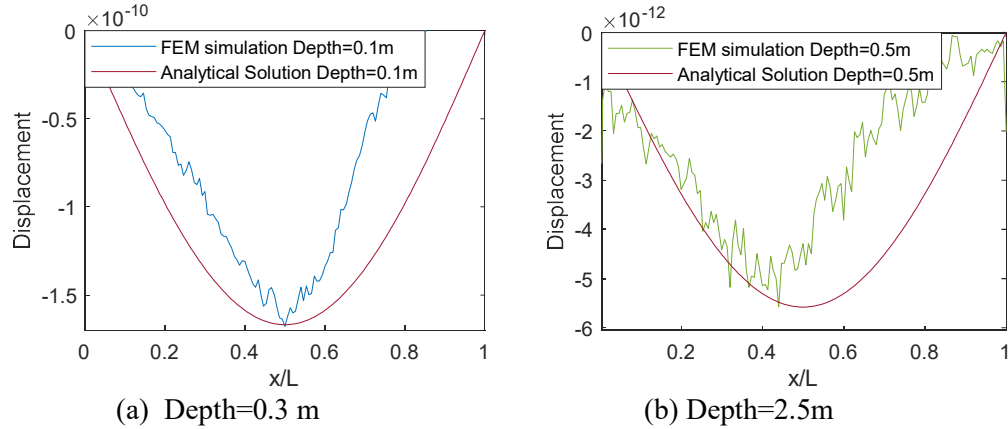 ×10⁻¹⁰
FEM simulation Depth=0.1m
Analytical Solution Depth=0.1m
0
-0.5
-1
-1.5
Displacement
0 0.2 0.4 0.6 0.8 1
x/L
(a) Depth=0.3 m
×10⁻¹²
FEM simulation Depth=0.5m
Analytical Solution Depth=0.5m
0
-1
-2
-3
-4
-5
-6
Displacement
0.2 0.4 0.6 0.8 1
x/L
(b) Depth=2.5m